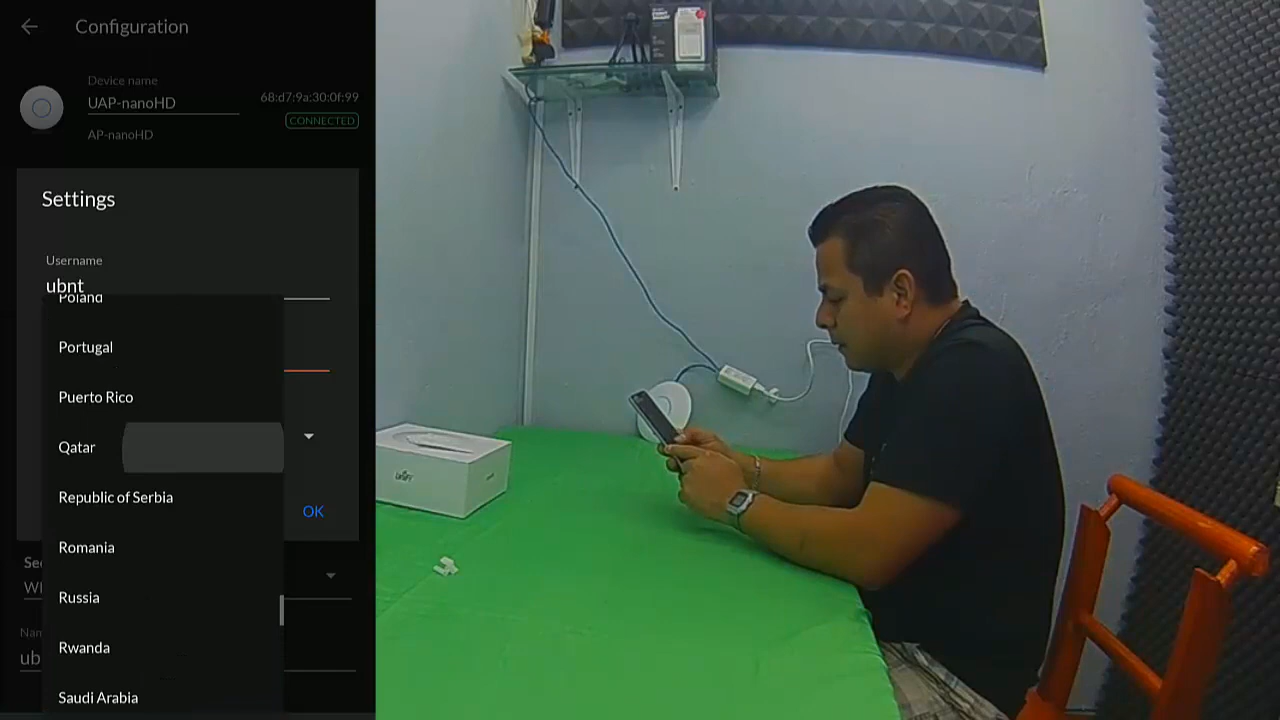 Configuration
Device name
UAP-nanoHD
68:d7:9a:30:0f:99
CONNECTED
AP-nanoHD
Settings
Username
ubnt
Poland
Portugal
Puerto Rico
Qatar
Republic of Serbia
OK
Romania
Russia
Rwanda
Saudi Arabia
UniFi